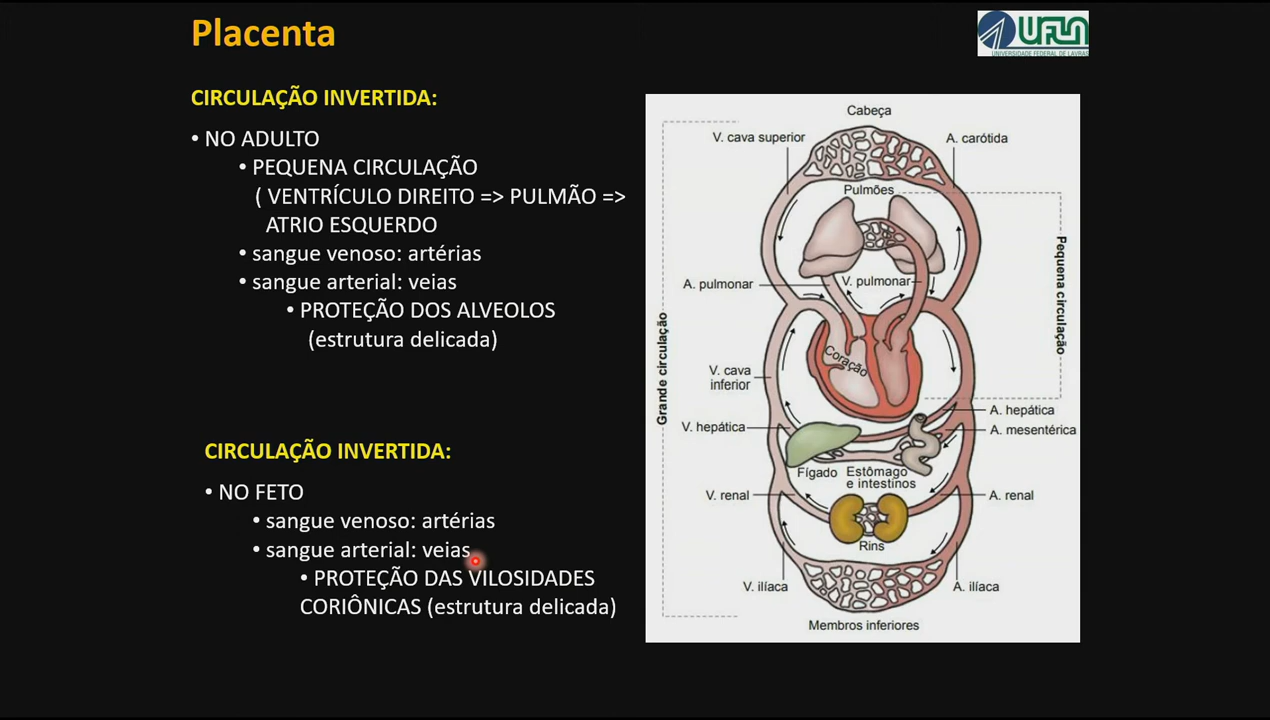 Placenta
UFLA
UNIVERSIDADE FEDERAL DE LAVRAS
CIRCULAÇÃO INVERTIDA:
• NO ADULTO
• PEQUENA CIRCULAÇÃO
( VENTRÍCULO DIREITO => PULMÃO =>
ATRIO ESQUERDO
• sangue venoso: artérias
• sangue arterial: veias
• PROTEÇÃO DOS ALVEOLOS
(estrutura delicada)
CIRCULAÇÃO INVERTIDA:
• NO FETO
• sangue venoso: artérias
• sangue arterial: veias
• PROTEÇÃO DAS VILOSIDADES
CORIÔNICAS (estrutura delicada)
Cabeça
V. cava superior
A. carótida
Pulmões
A. pulmonar
V. pulmonar
Pequena circulação
Grande circulação
Coração
V. cava
inferior
A. hepática
V. hepática
A. mesentérica
Fígado
Estômago
e intestinos
V. renal
A. renal
Rins
V. ilíaca
A. ilíaca
Membros inferiores